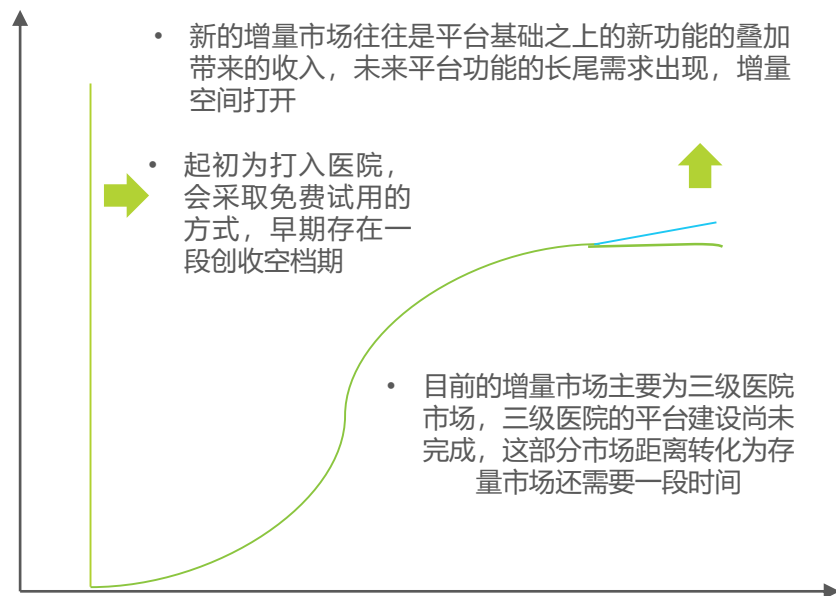 • 新的增量市场往往是平台基础之上的新功能的叠加
带来的收入，未来平台功能的长尾需求出现，增量
空间打开
• 起初为打入医院，
会采取免费试用的
方式，早期存在一
段创收空档期
• 目前的增量市场主要为三级医院
市场，三级医院的平台建设尚未
完成，这部分市场距离转化为存
量市场还需要一段时间